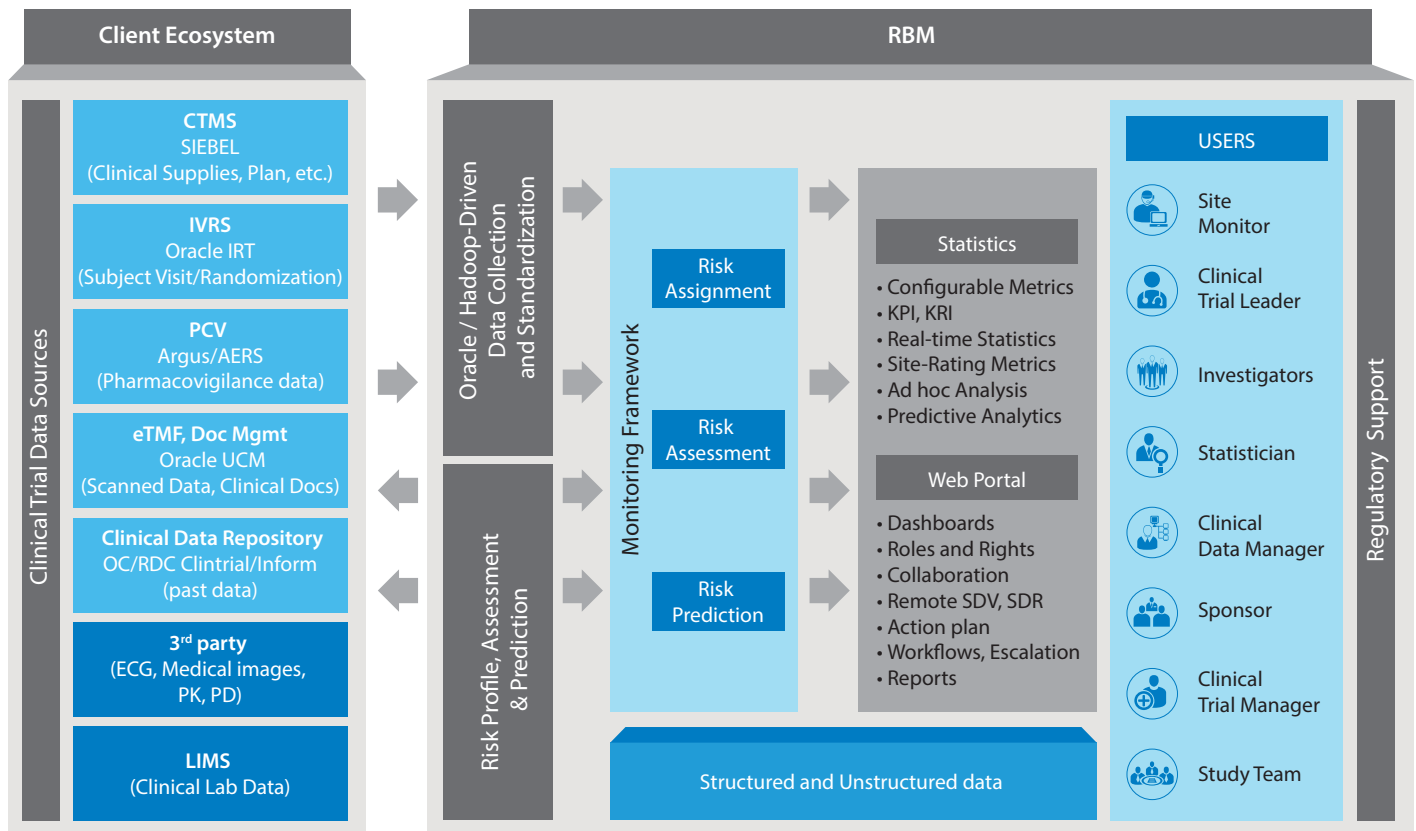 Client Ecosystem
Clinical Trial Data Sources
CTMS
SIEBEL
(Clinical Supplies, Plan, etc.)
IVRS
Oracle IRT
(Subject Visit/Randomization)
PCV
Argus/AERS
(Pharmacovigilance data)
eTMF, Doc Mgmt
Oracle UCM
(Scanned Data, Clinical Docs)
Clinical Data Repository
OC/RDC Clintrial/Inform
(past data)
3rd party
(ECG, Medical images,
PK, PD)
LIMS
(Clinical Lab Data)
RBM
Oracle / Hadoop-Driven
Data Collection
and Standardization
Risk Profile, Assessment
& Prediction
Monitoring Framework
Risk
Assignment
Risk
Assessment
Risk
Prediction
Statistics
• Configurable Metrics
• KPI, KRI
• Real-time Statistics
• Site-Rating Metrics
• Ad hoc Analysis
• Predictive Analytics
Web Portal
• Dashboards
• Roles and Rights
• Collaboration
• Remote SDV, SDR
• Action plan
• Workflows, Escalation
• Reports
Structured and Unstructured data
USERS
Site
Monitor
Clinical
Trial Leader
Investigators
Statistician
Clinical
Data Manager
Sponsor
Clinical
Trial Manager
Study Team
Regulatory Support